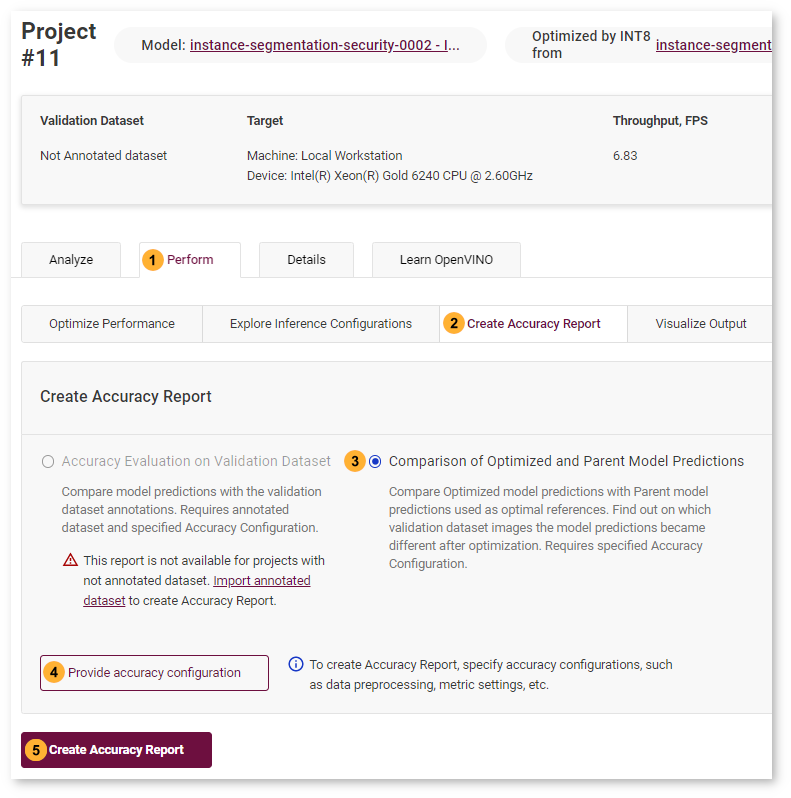 Project #11
Model: instance-segmentation-security-0002 - I...
Optimized by INT8 from instance-segment
Validation Dataset
Not Annotated dataset
Target
Machine: Local Workstation
Device: Intel(R) Xeon(R) Gold 6240 CPU @ 2.60GHz
Throughput, FPS
6.83
Analyze
1 Perform
Details
Learn OpenVINO
Optimize Performance
Explore Inference Configurations
2 Create Accuracy Report
Visualize Output
Create Accuracy Report
Accuracy Evaluation on Validation Dataset
Compare model predictions with the validation
dataset annotations. Requires annotated
dataset and specified Accuracy Configuration.
This report is not available for projects with
not annotated dataset. Import annotated
dataset to create Accuracy Report.
3 Comparison of Optimized and Parent Model Predictions
Compare Optimized model predictions with Parent model
predictions used as optimal references. Find out on which
validation dataset images the model predictions became
different after optimization. Requires specified Accuracy
Configuration.
4 Provide accuracy configuration
To create Accuracy Report, specify accuracy configurations, such
as data preprocessing, metric settings, etc.
5 Create Accuracy Report